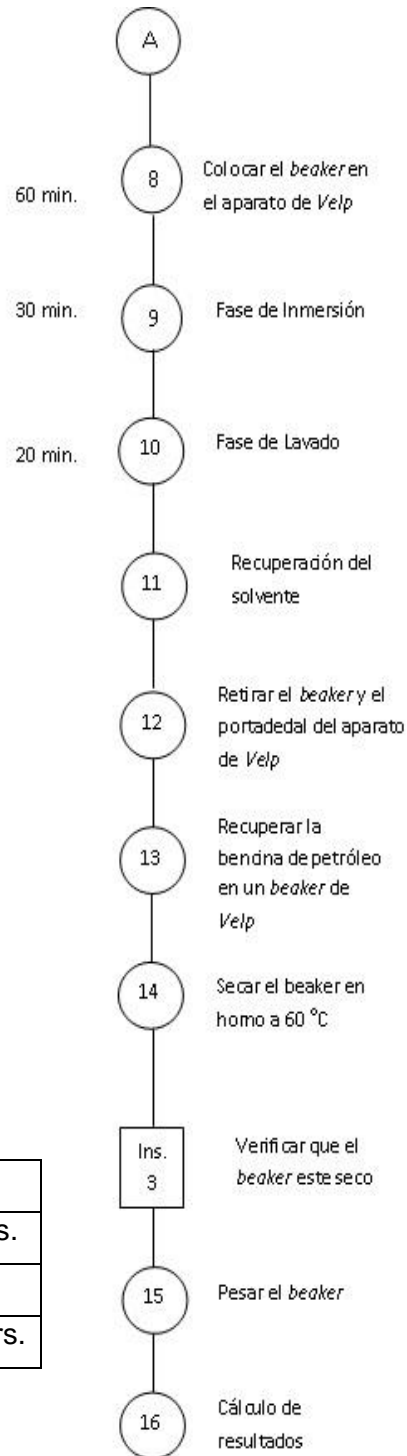 A
8
Colocar el beaker en
el aparato de Velp
60 min.
9
Fase de Inmersión
30 min.
10
Fase de Lavado
20 min.
11
Recuperación del
solvente
12
Retirar el beaker y el
portadedal del aparato
de Velp
13
Recuperar la
bencina de petróleo
en un beaker de
Velp
14
Secar el beaker en
horno a 60 °C
Ins.
3
Verificar que el
beaker este seco
15
Pesar el beaker
16
Cálculo de
resultados